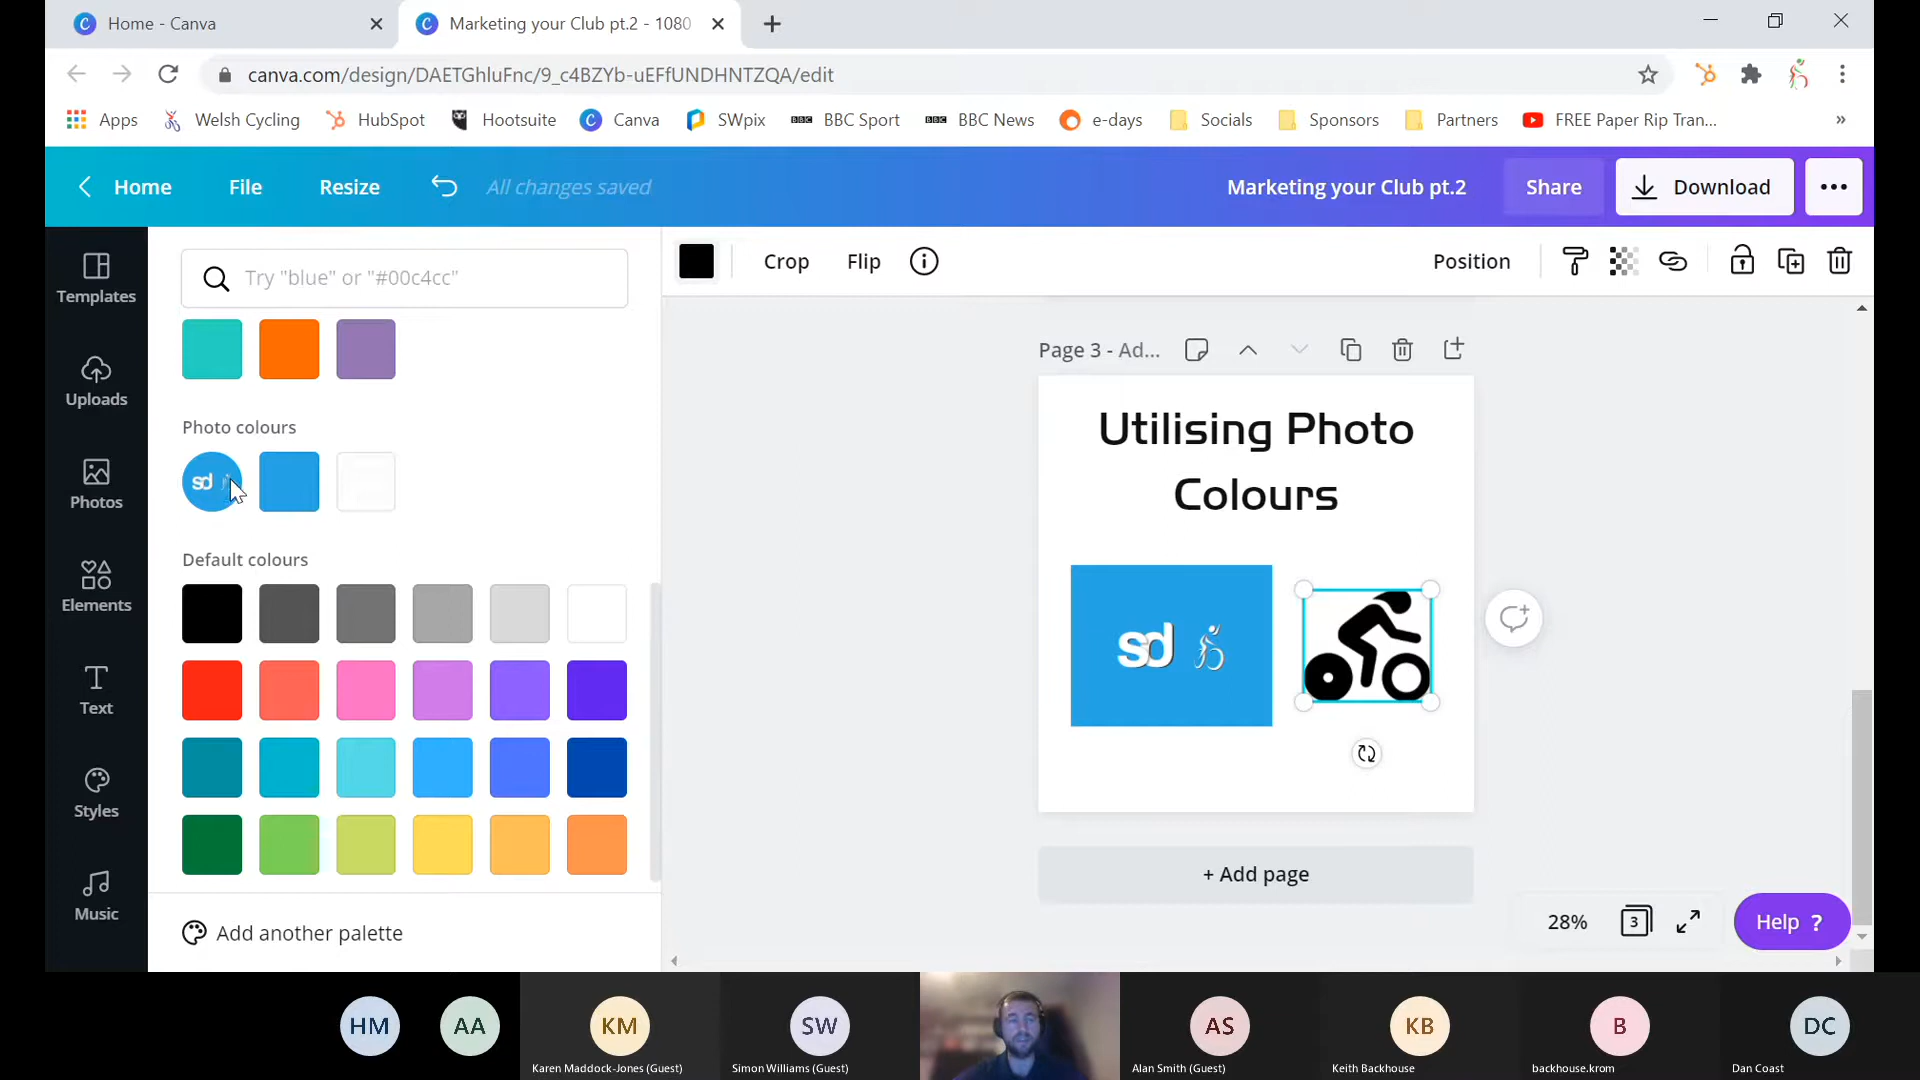 Home - Canva
Marketing your Club pt.2 - 1080
canva.com/design/DAETGhluFnc/9_c4BZYb-uEFfUNDHNTZQA/edit
Apps Welsh Cycling HubSpot Hootsuite Canva SWpix BBC BBC Sport BBC BBC News e-days Socials Sponsors Partners FREE Paper Rip Tran... »
Home File Resize All changes saved Marketing your Club pt.2 Share Download
Templates
Uploads
Photos
Elements
Text
Styles
Music
Try "blue" or "#00c4cc"
Photo colours
sd
Default colours
Add another palette
Crop Flip Position
Page 3 - Ad...
Utilising Photo
Colours
sd
+ Add page
28% 3 Help ?
HM AA KM SW AS KB B DC
Karen Maddock-Jones (Guest) Simon Williams (Guest) Alan Smith (Guest) Keith Backhouse backhouse.krom Dan Coast